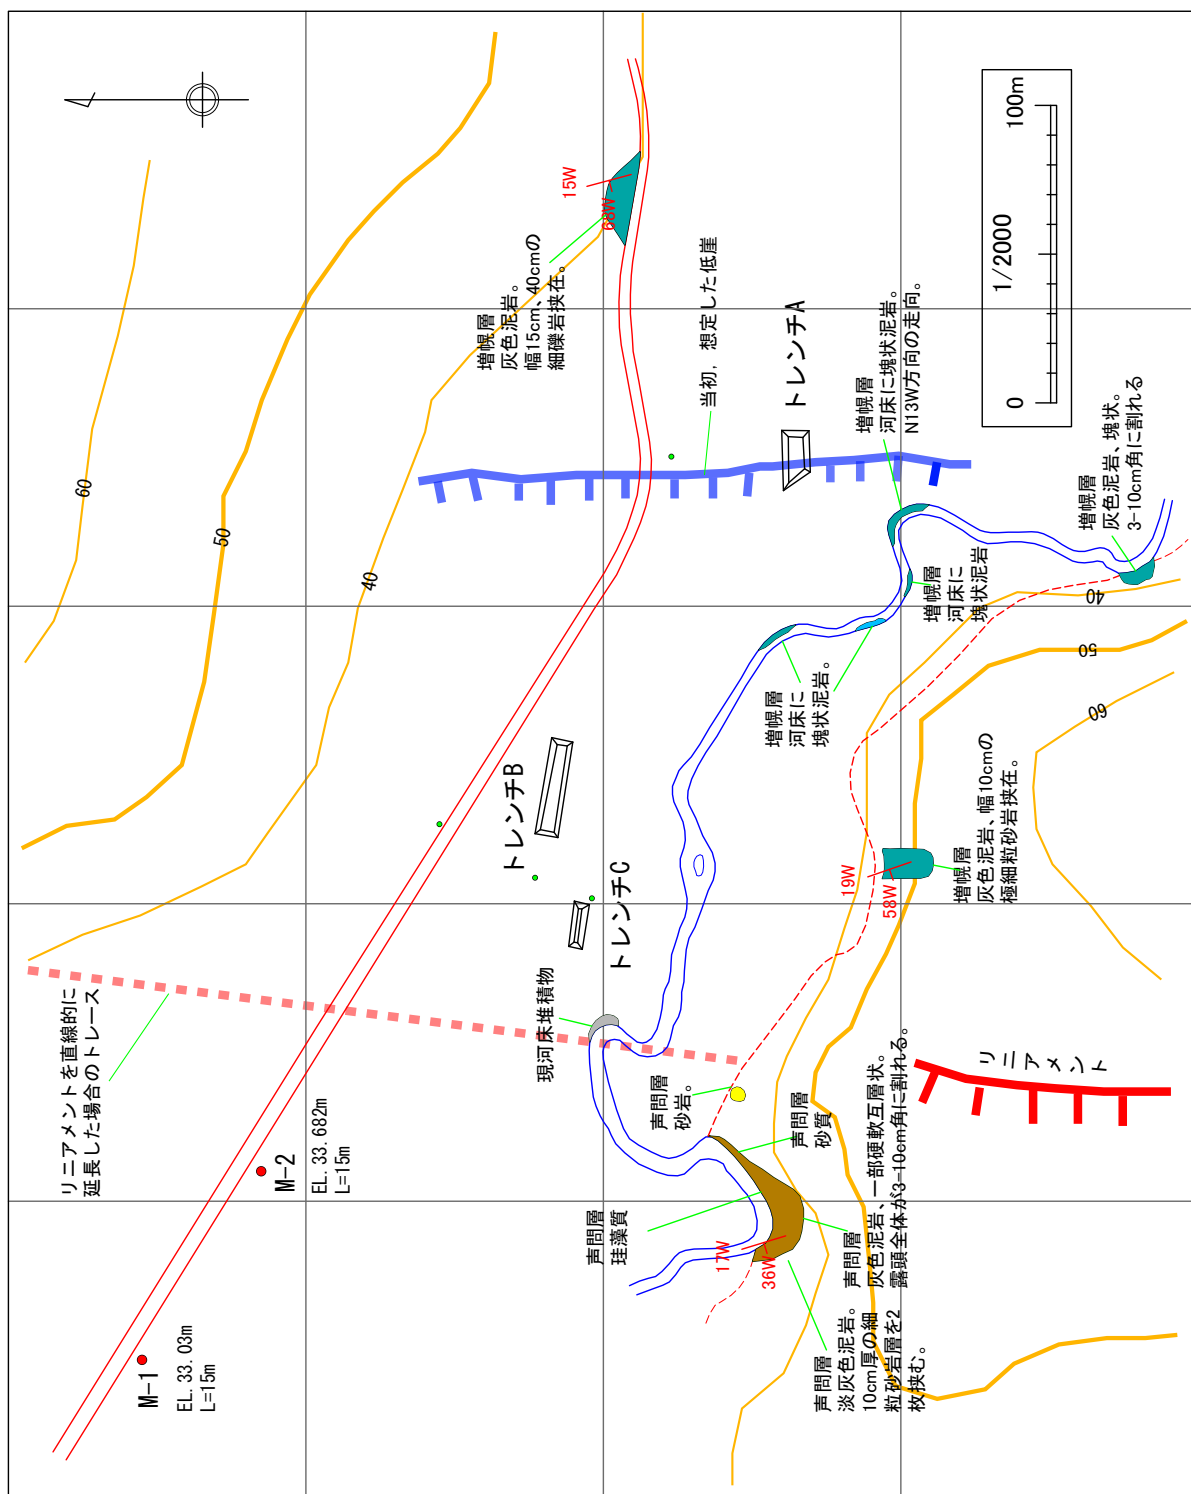 リニアメントを直線的に
延長した場合のトレース
M-1
EL. 33.03m
L=15m
M-2
EL. 33.682m
L=15m
60
50
40
増幌層
灰色泥岩。
幅15cm、40cmの
細礫岩挟在。
15W
68W
当初，想定した低崖
トレンチA
トレンチB
トレンチC
現河床堆積物
増幌層
河床に塊状泥岩。
N13W方向の走向。
増幌層
河床に
塊状泥岩
増幌層
河床に
塊状泥岩。
増幌層
灰色泥岩、塊状。
3-10cm角に割れる
40
50
60
19W
58W
増幌層
灰色泥岩、幅10cmの
極細粒砂岩挟在。
声問層
砂岩。
声問層
砂質
声問層
珪藻質
17W
36W
声問層
灰色泥岩、一部硬軟互層状。
露頭全体が3-10cm角に割れる。
声問層
淡灰色泥岩。
10cm厚の細
粒砂岩層を2
枚挟む。
リニアメント
1/2000
0
100m